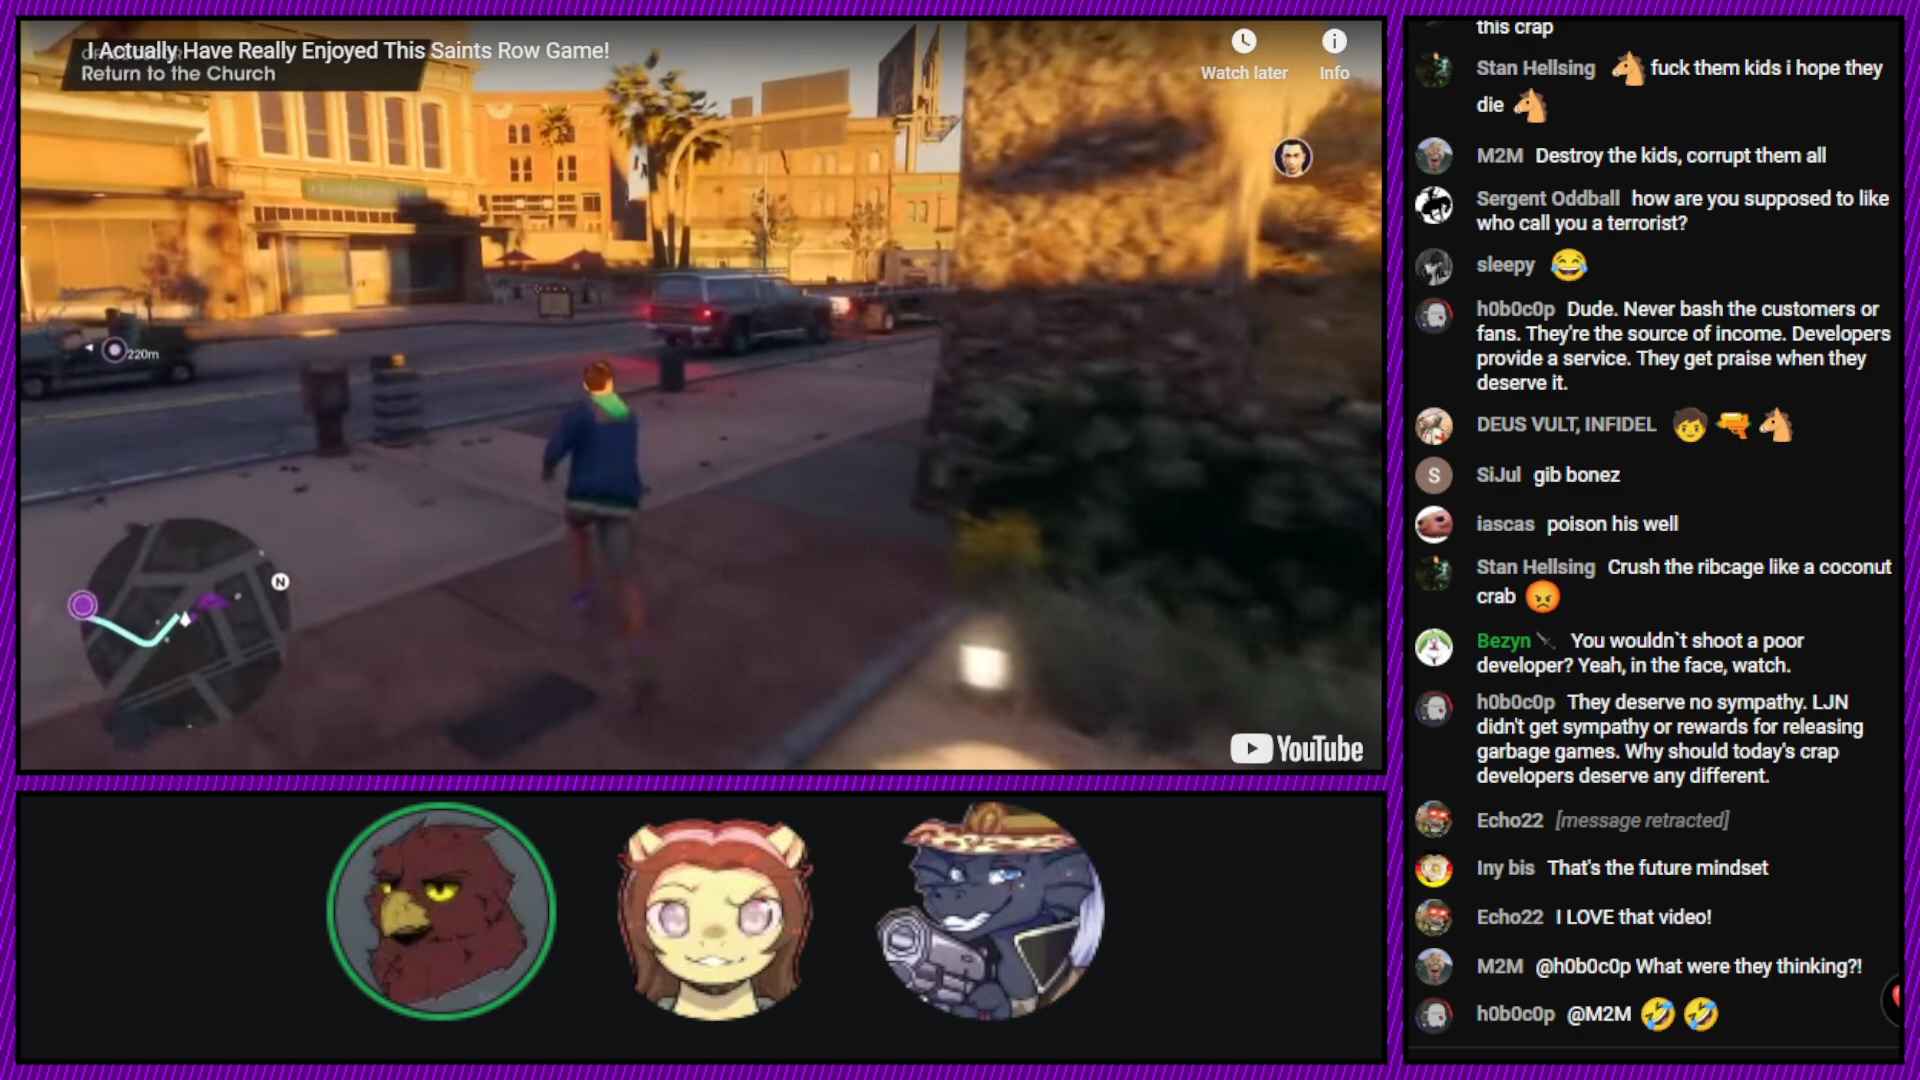 I Actually Have Really Enjoyed This Saints Row Game!
Return to the Church
Watch later
Info
220m
N
YouTube
this crap
Stan Hellsing 🐴 fuck them kids i hope they
die 🐴
M2M Destroy the kids, corrupt them all
Sergent Oddball how are you supposed to like
who call you a terrorist?
sleepy 😂
h0b0c0p Dude. Never bash the customers or
fans. They're the source of income. Developers
provide a service. They get praise when they
deserve it.
DEUS VULT, INFIDEL 🧒 🔫 🐴
S
SiJul gib bonez
iascas poison his well
Stan Hellsing Crush the ribcage like a coconut
crab 😡
Bezyn You wouldn`t shoot a poor
developer? Yeah, in the face, watch.
h0b0c0p They deserve no sympathy. LJN
didn't get sympathy or rewards for releasing
garbage games. Why should today's crap
developers deserve any different.
Echo22 [message retracted]
Iny bis That's the future mindset
Echo22 I LOVE that video!
M2M @h0b0c0p What were they thinking?!
h0b0c0p @M2M 🤣 🤣